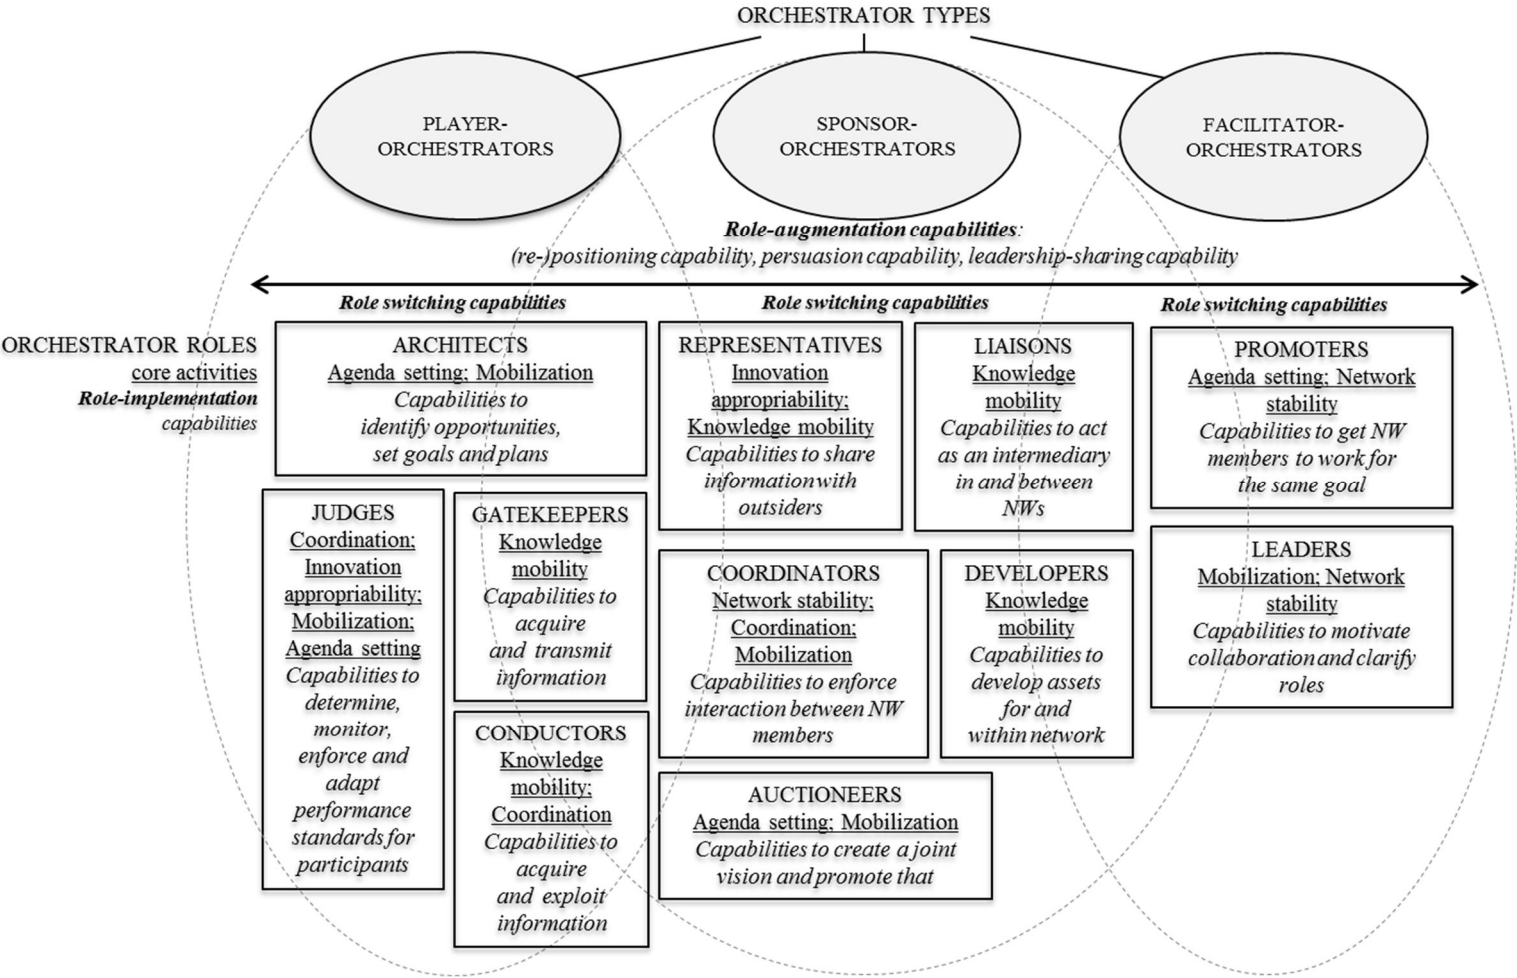 ORCHESTRATOR TYPES
PLAYER-
ORCHESTRATORS
SPONSOR-
ORCHESTRATORS
FACILITATOR-
ORCHESTRATORS
Role-augmentation capabilities:
(re-)positioning capability, persuasion capability, leadership-sharing capability
Role switching capabilities
Role switching capabilities
Role switching capabilities
ORCHESTRATOR ROLES
core activities
Role-implementation
capabilities
ARCHITECTS
Agenda setting; Mobilization
Capabilities to
identify opportunities,
set goals and plans
REPRESENTATIVES
Innovation
appropriability;
Knowledge mobility
Capabilities to share
information with
outsiders
LIAISONS
Knowledge
mobility
Capabilities to act
as an intermediary
in and between
NWs
PROMOTERS
Agenda setting; Network
stability
Capabilities to get NW
members to work for
the same goal
JUDGES
Coordination;
Innovation
appropriability;
Mobilization;
Agenda setting
Capabilities to
determine,
monitor,
enforce and
adapt
performance
standards for
participants
GATEKEEPERS
Knowledge
mobility
Capabilities to
acquire
and transmit
information
CONDUCTORS
Knowledge
mobility;
Coordination
Capabilities to
acquire
and exploit
information
COORDINATORS
Network stability;
Coordination;
Mobilization
Capabilities to enforce
interaction between NW
members
DEVELOPERS
Knowledge
mobility
Capabilities to
develop assets
for and
within network
LEADERS
Mobilization; Network
stability
Capabilities to motivate
collaboration and clarify
roles
AUCTIONEERS
Agenda setting; Mobilization
Capabilities to create a joint
vision and promote that